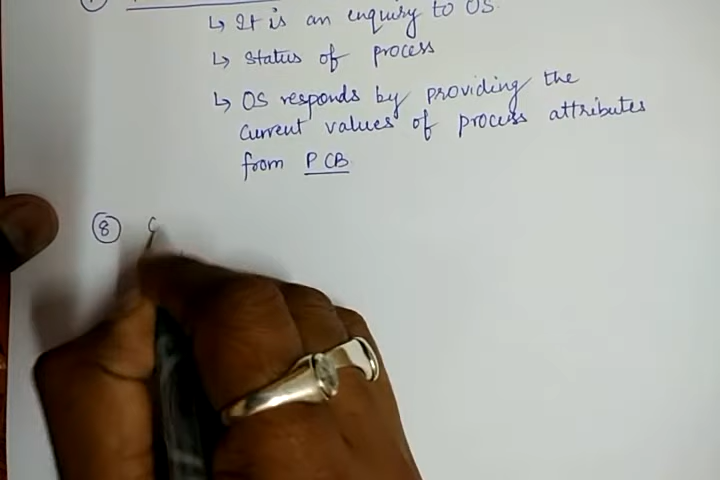 ↳ It is an enquiry to OS.
↳ Status of process
↳ OS responds by providing the
current values of process attributes
from PCB
⑧